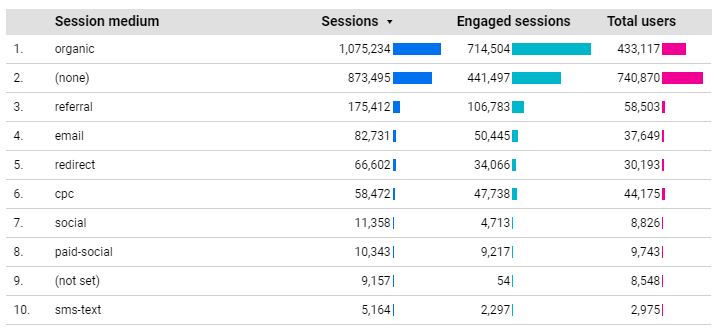 Session medium Sessions Engaged sessions Total users
1. organic 1,075,234 714,504 433,117
2. (none) 873,495 441,497 740,870
3. referral 175,412 106,783 58,503
4. email 82,731 50,445 37,649
5. redirect 66,602 34,066 30,193
6. cpc 58,472 47,738 44,175
7. social 11,358 4,713 8,826
8. paid-social 10,343 9,217 9,743
9. (not set) 9,157 54 8,548
10. sms-text 5,164 2,297 2,975